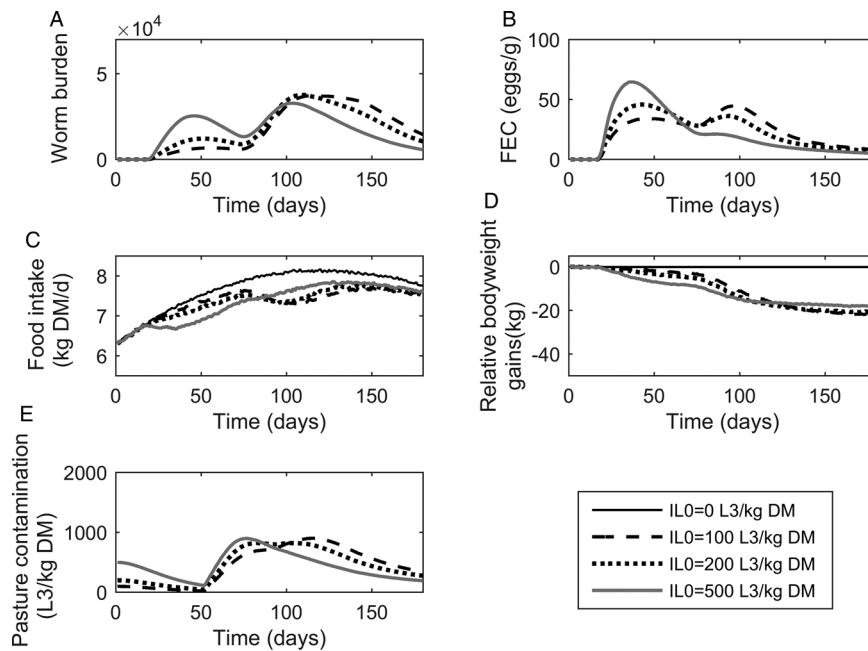 A
×10⁴
5
0
Worm burden
0 50 100 150
Time (days)
B
100
50
0
FEC (eggs/g)
0 50 100 150
Time (days)
C
8
7
6
Food intake
(kg DM/d)
0 50 100 150
Time (days)
D
0
-20
-40
Relative bodyweight
gains(kg)
0 50 100 150
Time (days)
E
2000
1000
0
Pasture contamination
(L3/kg DM)
0 50 100 150
Time (days)
IL0=0 L3/kg DM
IL0=100 L3/kg DM
IL0=200 L3/kg DM
IL0=500 L3/kg DM